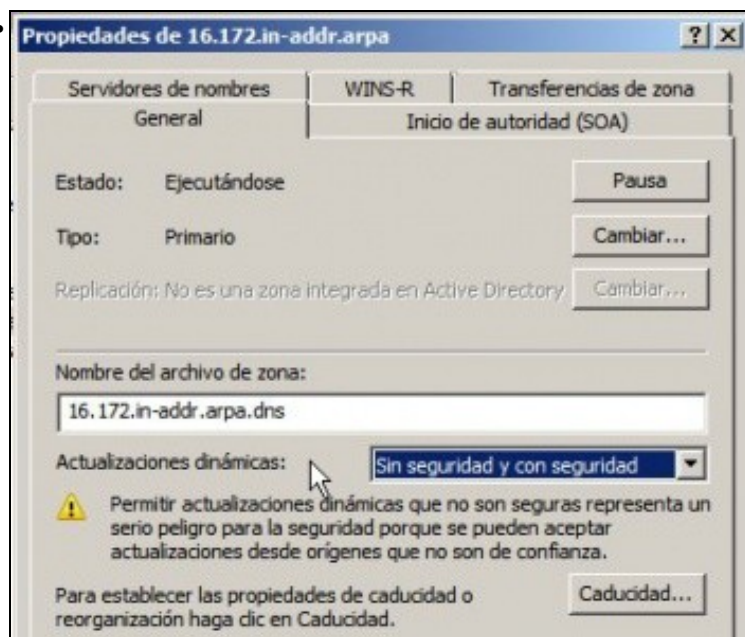 Propiedades de 16.172.in-addr.arpa
Servidores de nombres WINS-R Transferencias de zona
General Inicio de autoridad (SOA)
Estado: Ejecutándose Pausa
Tipo: Primario Cambiar...
Replicación: No es una zona integrada en Active Directory Cambiar...
Nombre del archivo de zona:
16.172.in-addr.arpa.dns
Actualizaciones dinámicas: Sin seguridad y con seguridad
Permitir actualizaciones dinámicas que no son seguras representa un
serio peligro para la seguridad porque se pueden aceptar
actualizaciones desde orígenes que no son de confianza.
Para establecer las propiedades de caducidad o Caducidad...
reorganización haga clic en Caducidad.